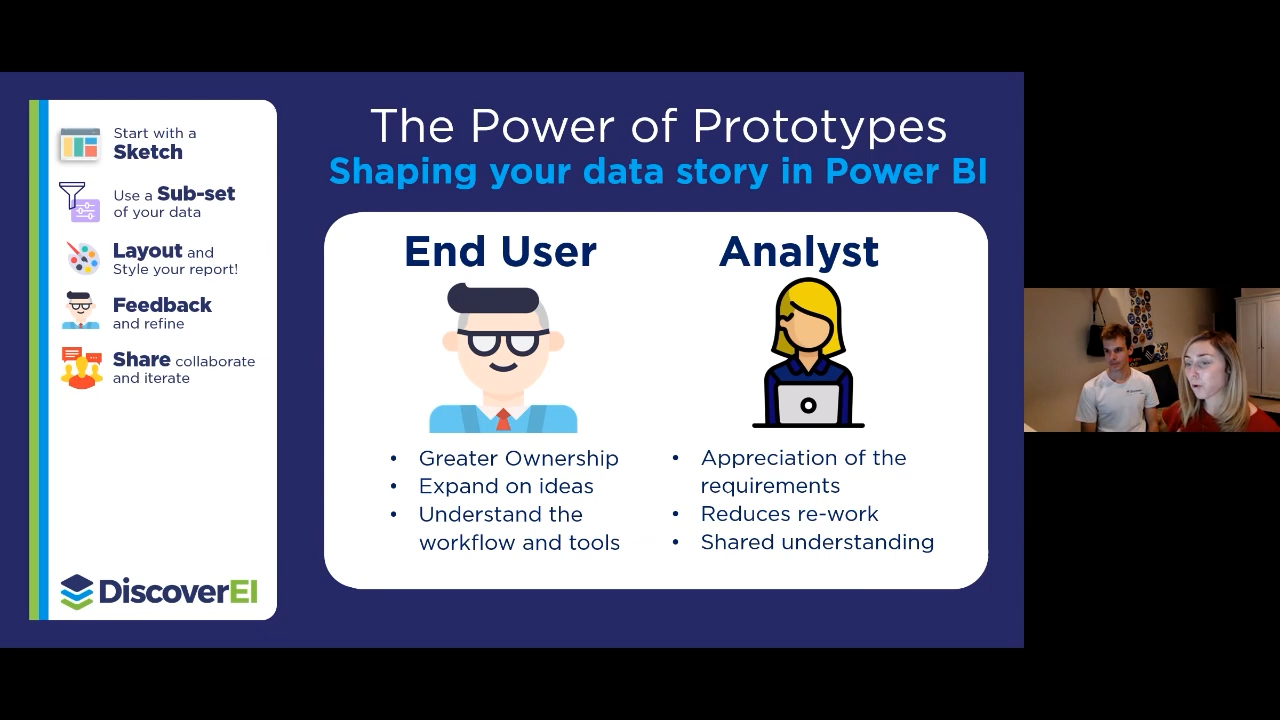 Start with a
Sketch
Use a Sub-set
of your data
Layout and
Style your report!
Feedback
and refine
Share collaborate
and iterate
DiscoverEI
The Power of Prototypes
Shaping your data story in Power BI
End User
• Greater Ownership
• Expand on ideas
• Understand the
workflow and tools
Analyst
• Appreciation of the
requirements
• Reduces re-work
• Shared understanding